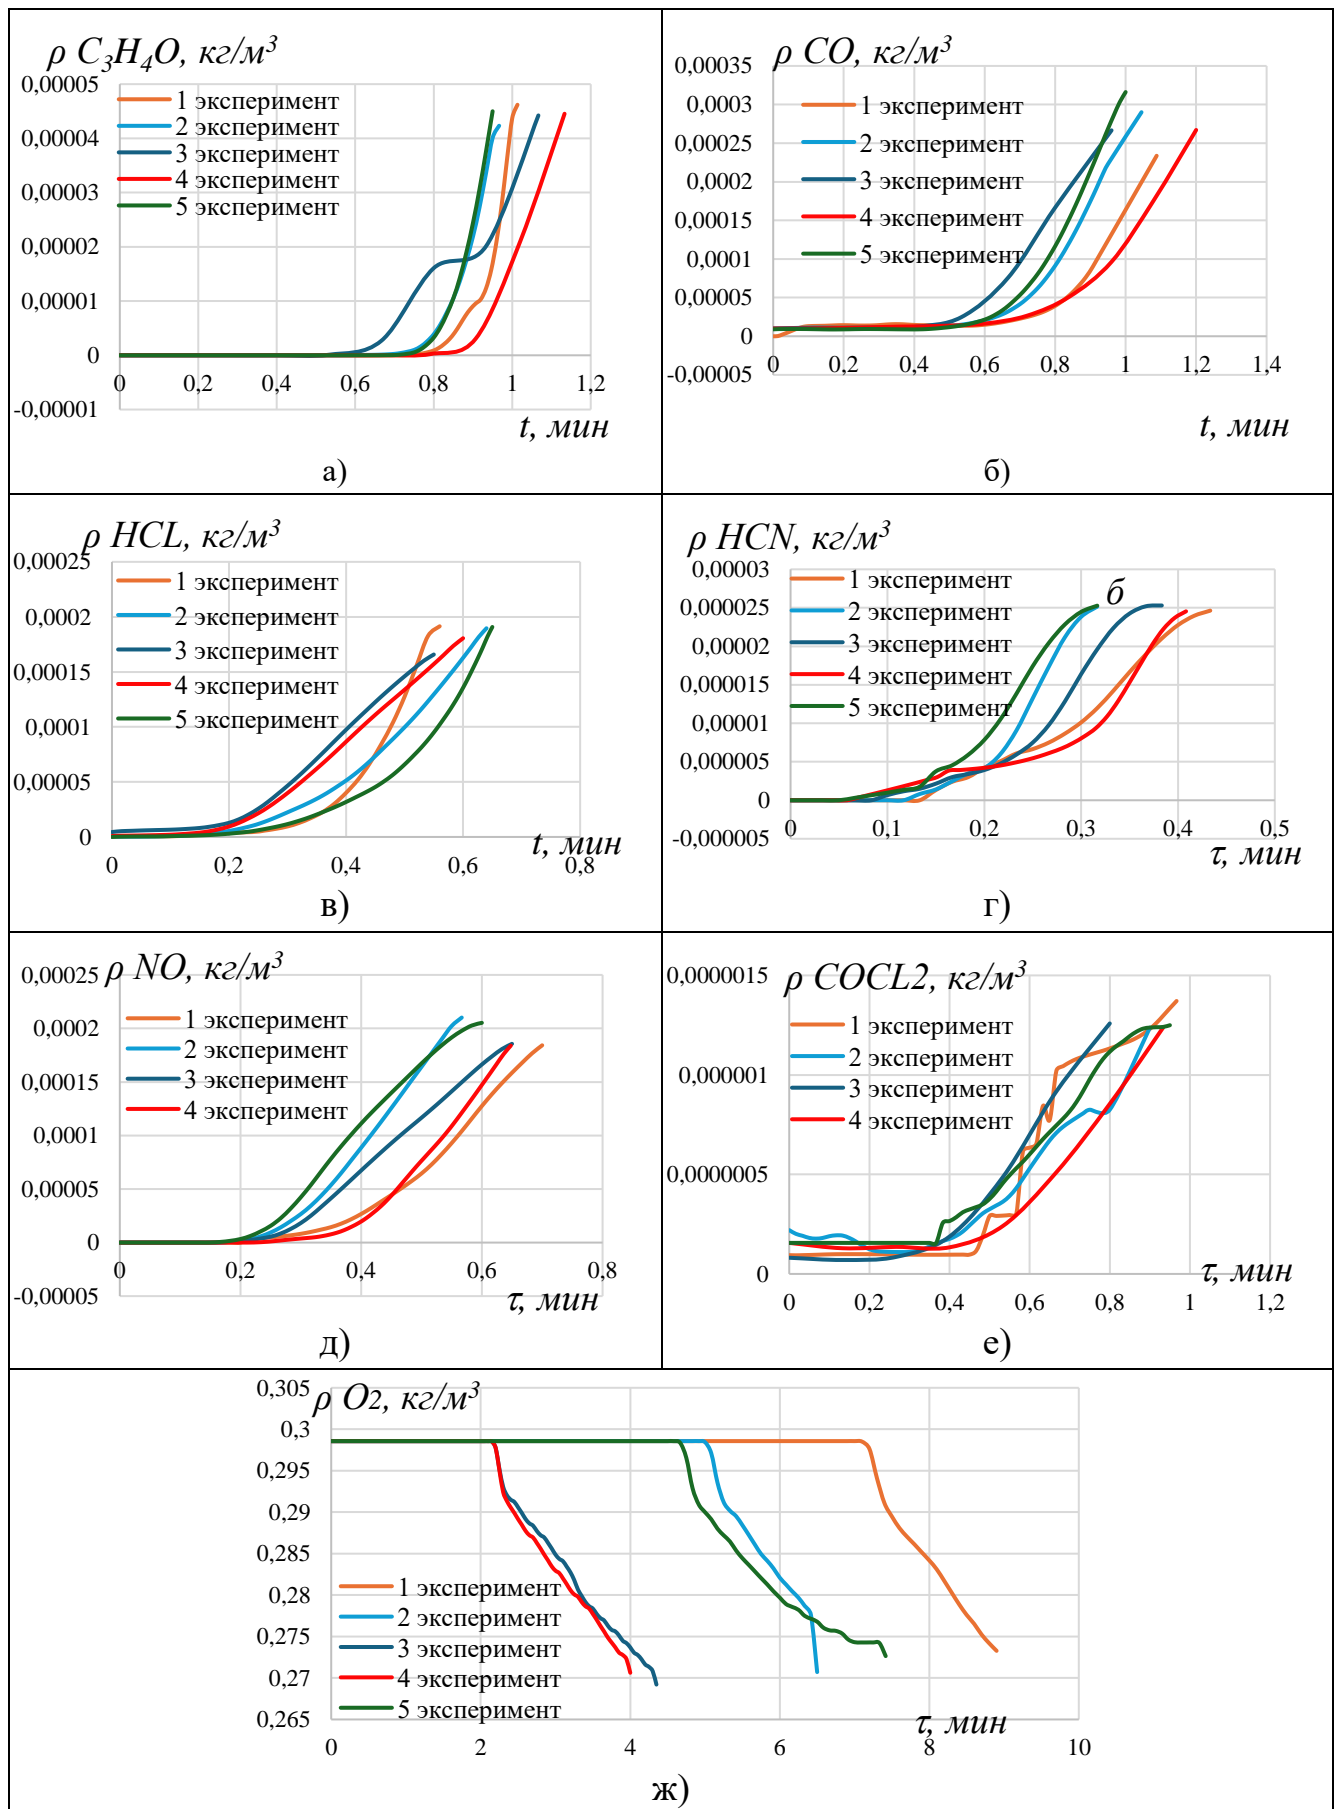 ρ C3H4O, кг/м3
0,00005
0,00004
0,00003
0,00002
0,00001
0
-0,00001
1 эксперимент
2 эксперимент
3 эксперимент
4 эксперимент
5 эксперимент
0 0,2 0,4 0,6 0,8 1 1,2
t, мин
а)
ρ CO, кг/м3
0,00035
0,0003
0,00025
0,0002
0,00015
0,0001
0,00005
0
-0,00005
1 эксперимент
2 эксперимент
3 эксперимент
4 эксперимент
5 эксперимент
0 0,2 0,4 0,6 0,8 1 1,2 1,4
t, мин
б)
ρ HCL, кг/м3
0,00025
0,0002
0,00015
0,0001
0,00005
0
1 эксперимент
2 эксперимент
3 эксперимент
4 эксперимент
5 эксперимент
t, мин
0 0,2 0,4 0,6 0,8
в)
ρ HCN, кг/м3
0,00003
0,000025
0,00002
0,000015
0,00001
0,000005
0
-0,000005
1 эксперимент
2 эксперимент
3 эксперимент
4 эксперимент
5 эксперимент
б
0 0,1 0,2 0,3 0,4 0,5
τ, мин
г)
ρ NO, кг/м3
0,00025
0,0002
0,00015
0,0001
0,00005
0
-0,00005
1 эксперимент
2 эксперимент
3 эксперимент
4 эксперимент
0 0,2 0,4 0,6 0,8
τ, мин
д)
ρ COCL2, кг/м3
0,0000015
0,000001
0,0000005
0
1 эксперимент
2 эксперимент
3 эксперимент
4 эксперимент
τ, мин
0 0,2 0,4 0,6 0,8 1 1,2
е)
ρ O2, кг/м3
0,305
0,3
0,295
0,29
0,285
0,28
0,275
0,27
0,265
1 эксперимент
2 эксперимент
3 эксперимент
4 эксперимент
5 эксперимент
τ, мин
0 2 4 6 8 10
ж)